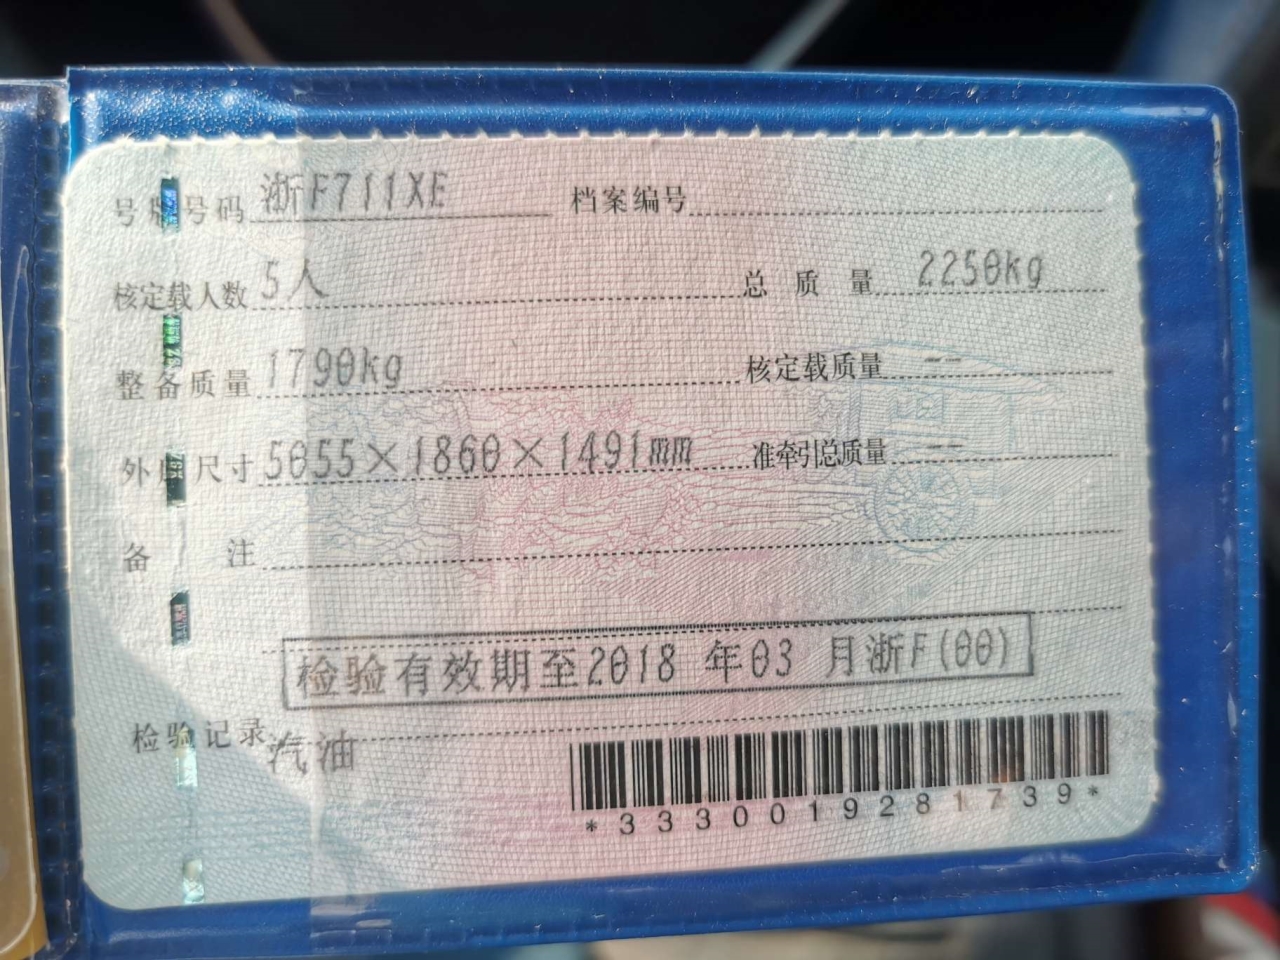 号牌号码 浙F711XE 档案编号
核定载人数 5人 总质量 2250kg
整备质量 1790kg 核定载质量 --
外廓尺寸 5055×1860×1491mm 准牵引总质量 --
备注
检验有效期至2018年03月浙F(00)
检验记录 汽油
*3330019281739*